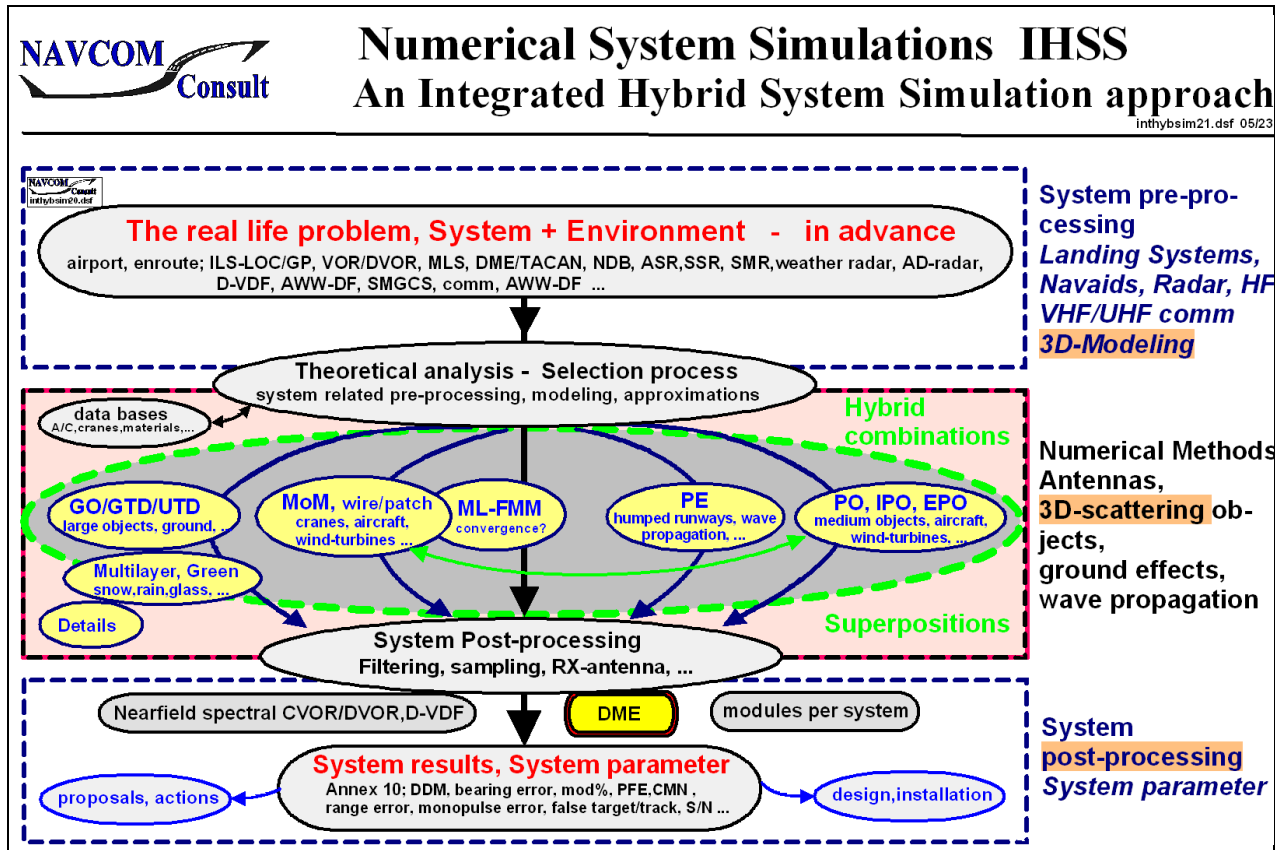 NAVCOM
Consult
Numerical System Simulations IHSS
An Integrated Hybrid System Simulation approach
inthybsim21.dsf 05/23
NAVCOM
Consult
inthybsim20.dsf
The real life problem, System + Environment - in advance
airport, enroute; ILS-LOC/GP, VOR/DVOR, MLS, DME/TACAN, NDB, ASR,SSR, SMR,weather radar, AD-radar,
D-VDF, AWW-DF, SMGCS, comm, AWW-DF ...
System pre-pro-
cessing
Landing Systems,
Navaids, Radar, HF
VHF/UHF comm
3D-Modeling
Theoretical analysis - Selection process
system related pre-processing, modeling, approximations
data bases
A/C,cranes,materials,...
Hybrid
combinations
GO/GTD/UTD
large objects, ground, ..
MoM, wire/patch
cranes, aircraft,
wind-turbines ...
ML-FMM
convergence?
PE
humped runways, wave
propagation, ...
PO, IPO, EPO
medium objects, aircraft,
wind-turbines, ...
Multilayer, Green
snow,rain,glass, ...
Details
Superpositions
Numerical Methods
Antennas,
3D-scattering ob-
jects,
ground effects,
wave propagation
System Post-processing
Filtering, sampling, RX-antenna, ...
Nearfield spectral CVOR/DVOR,D-VDF
DME
modules per system
System results, System parameter
Annex 10; DDM, bearing error, mod%, PFE,CMN ,
range error, monopulse error, false target/track, S/N ...
proposals, actions
design,installation
System
post-processing
System parameter